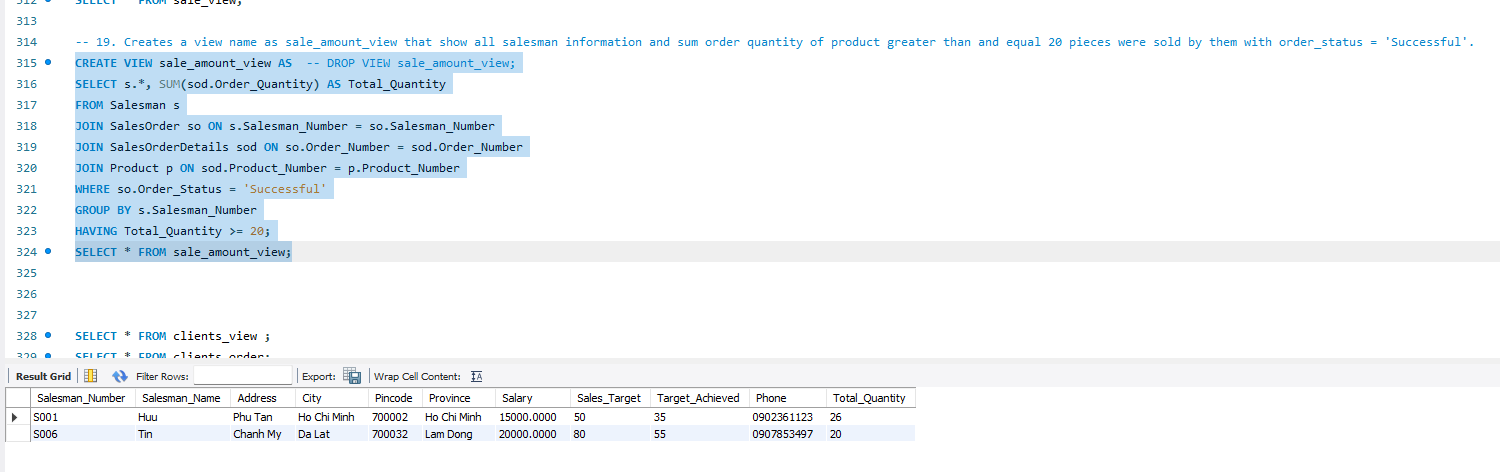 312 SELECT * FROM sale_view;
313
314 -- 19. Creates a view name as sale_amount_view that show all salesman information and sum order quantity of product greater than and equal 20 pieces were sold by them with order_status = 'Successful'.
315 CREATE VIEW sale_amount_view AS  -- DROP VIEW sale_amount_view;
316 SELECT s.*, SUM(sod.Order_Quantity) AS Total_Quantity
317 FROM Salesman s
318 JOIN SalesOrder so ON s.Salesman_Number = so.Salesman_Number
319 JOIN SalesOrderDetails sod ON so.Order_Number = sod.Order_Number
320 JOIN Product p ON sod.Product_Number = p.Product_Number
321 WHERE so.Order_Status = 'Successful'
322 GROUP BY s.Salesman_Number
323 HAVING Total_Quantity >= 20;
324 SELECT * FROM sale_amount_view;
325
326
327
328 SELECT * FROM clients_view ;
329 SELECT * FROM clients_order;
Result Grid Filter Rows: Export: Wrap Cell Content: IA
Salesman_Number Salesman_Name Address City Pincode Province Salary Sales_Target Target_Achieved Phone Total_Quantity
S001 Huu Phu Tan Ho Chi Minh 700002 Ho Chi Minh 15000.0000 50 35 0902361123 26
S006 Tin Chanh My Da Lat 700032 Lam Dong 20000.0000 80 55 0907853497 20